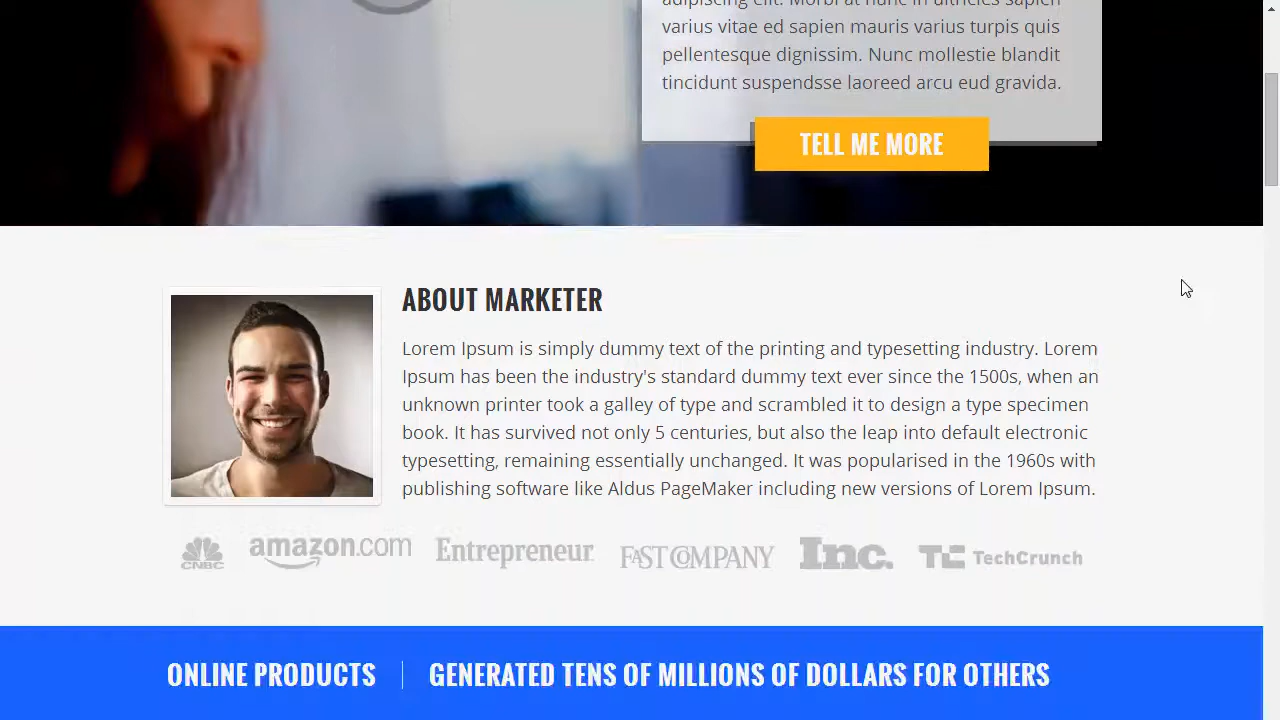 adipiscing elit. Morbi at nunc in ultricies sapien
varius vitae ed sapien mauris varius turpis quis
pellentesque dignissim. Nunc mollestie blandit
tincidunt suspendsse laoreed arcu eud gravida.
TELL ME MORE
ABOUT MARKETER
Lorem Ipsum is simply dummy text of the printing and typesetting industry. Lorem
Ipsum has been the industry's standard dummy text ever since the 1500s, when an
unknown printer took a galley of type and scrambled it to design a type specimen
book. It has survived not only 5 centuries, but also the leap into default electronic
typesetting, remaining essentially unchanged. It was popularised in the 1960s with
publishing software like Aldus PageMaker including new versions of Lorem Ipsum.
CNBC amazon.com Entrepreneur FAST COMPANY Inc. TC TechCrunch
ONLINE PRODUCTS | GENERATED TENS OF MILLIONS OF DOLLARS FOR OTHERS